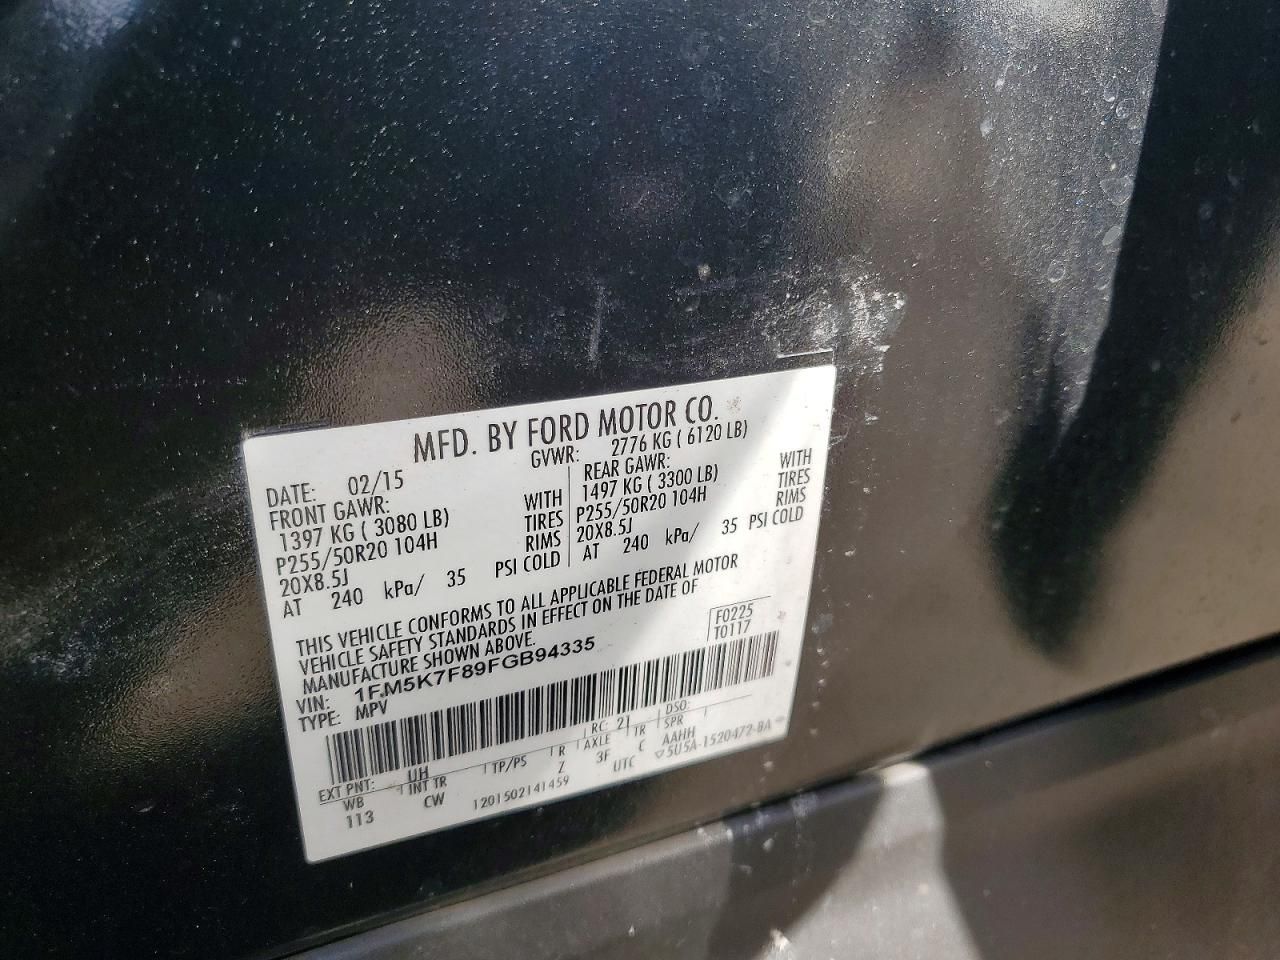 MFD. BY FORD MOTOR CO.
DATE: 02/15 GVWR: 2776 KG ( 6120 LB)
FRONT GAWR: REAR GAWR:
1397 KG ( 3080 LB) WITH 1497 KG ( 3300 LB) WITH
P255/50R20 104H TIRES P255/50R20 104H TIRES
20X8.5J RIMS 20X8.5J RIMS
AT 240 kPa/ 35 PSI COLD AT 240 kPa/ 35 PSI COLD
THIS VEHICLE CONFORMS TO ALL APPLICABLE FEDERAL MOTOR
VEHICLE SAFETY STANDARDS IN EFFECT ON THE DATE OF
MANUFACTURE SHOWN ABOVE.
F0225
T0117
VIN: 1FM5K7F89FGB94335
TYPE: MPV
EXT PNT: UH RC: 21 DSO:
WB INT TR TP/PS R AXLE TR SPR
113 CW Z 3F C AAHH
1201502141459 UTC 5U5A-1520472-BA